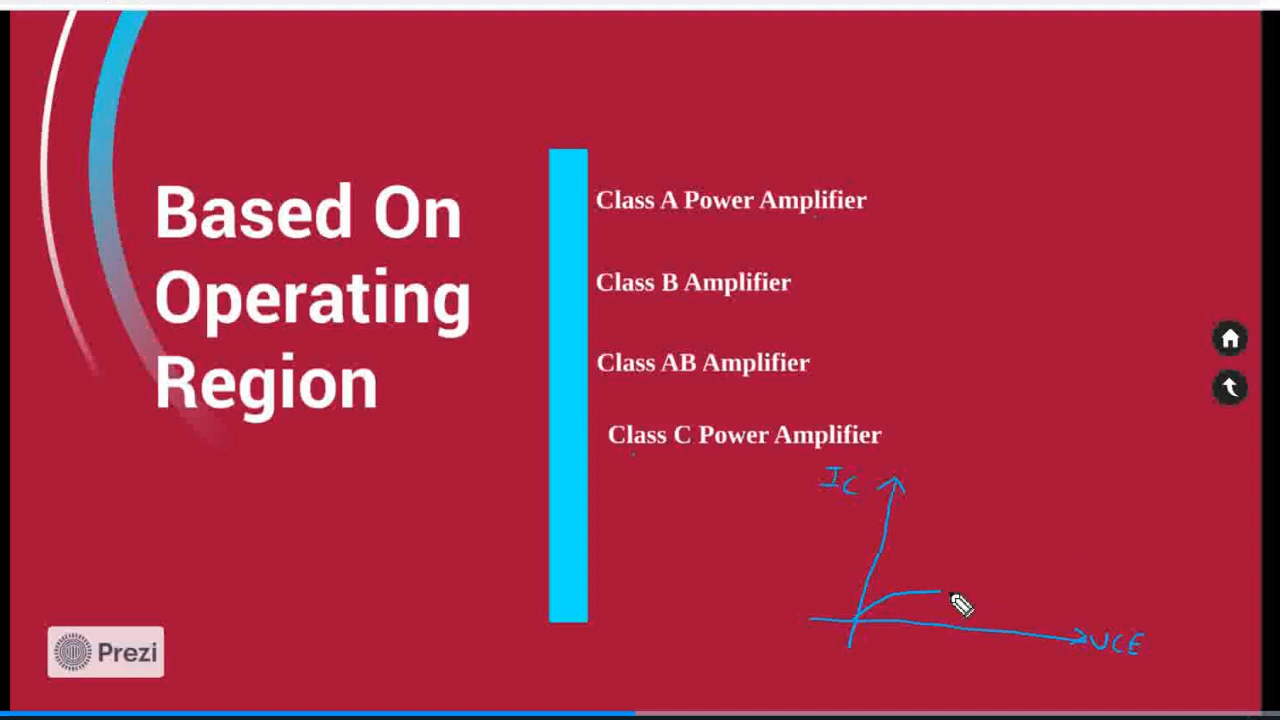 Based On
Operating
Region
Class A Power Amplifier
Class B Amplifier
Class AB Amplifier
Class C Power Amplifier
IC
VCE
Prezi